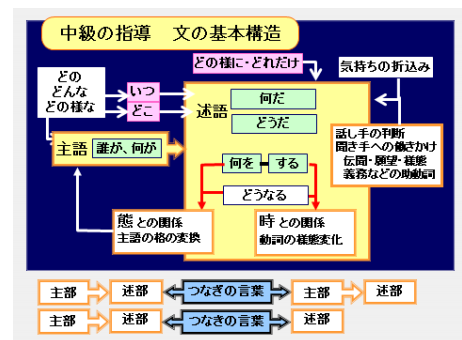 中級の指導　文の基本構造
どの様に・どれだけ
気持ちの折込み
どの
どんな
どの様な
いつ
どこ
述語
何だ
どうだ
主語
誰が、何が
何を
する
どうなる
話し手の判断
聞き手への働きかけ
伝聞・願望・様態
義務などの助動詞
態との関係
主語の格の変換
時との関係
動詞の様態変化
主部
述部
つなぎの言葉
主部
述部
主部
述部
つなぎの言葉
述部